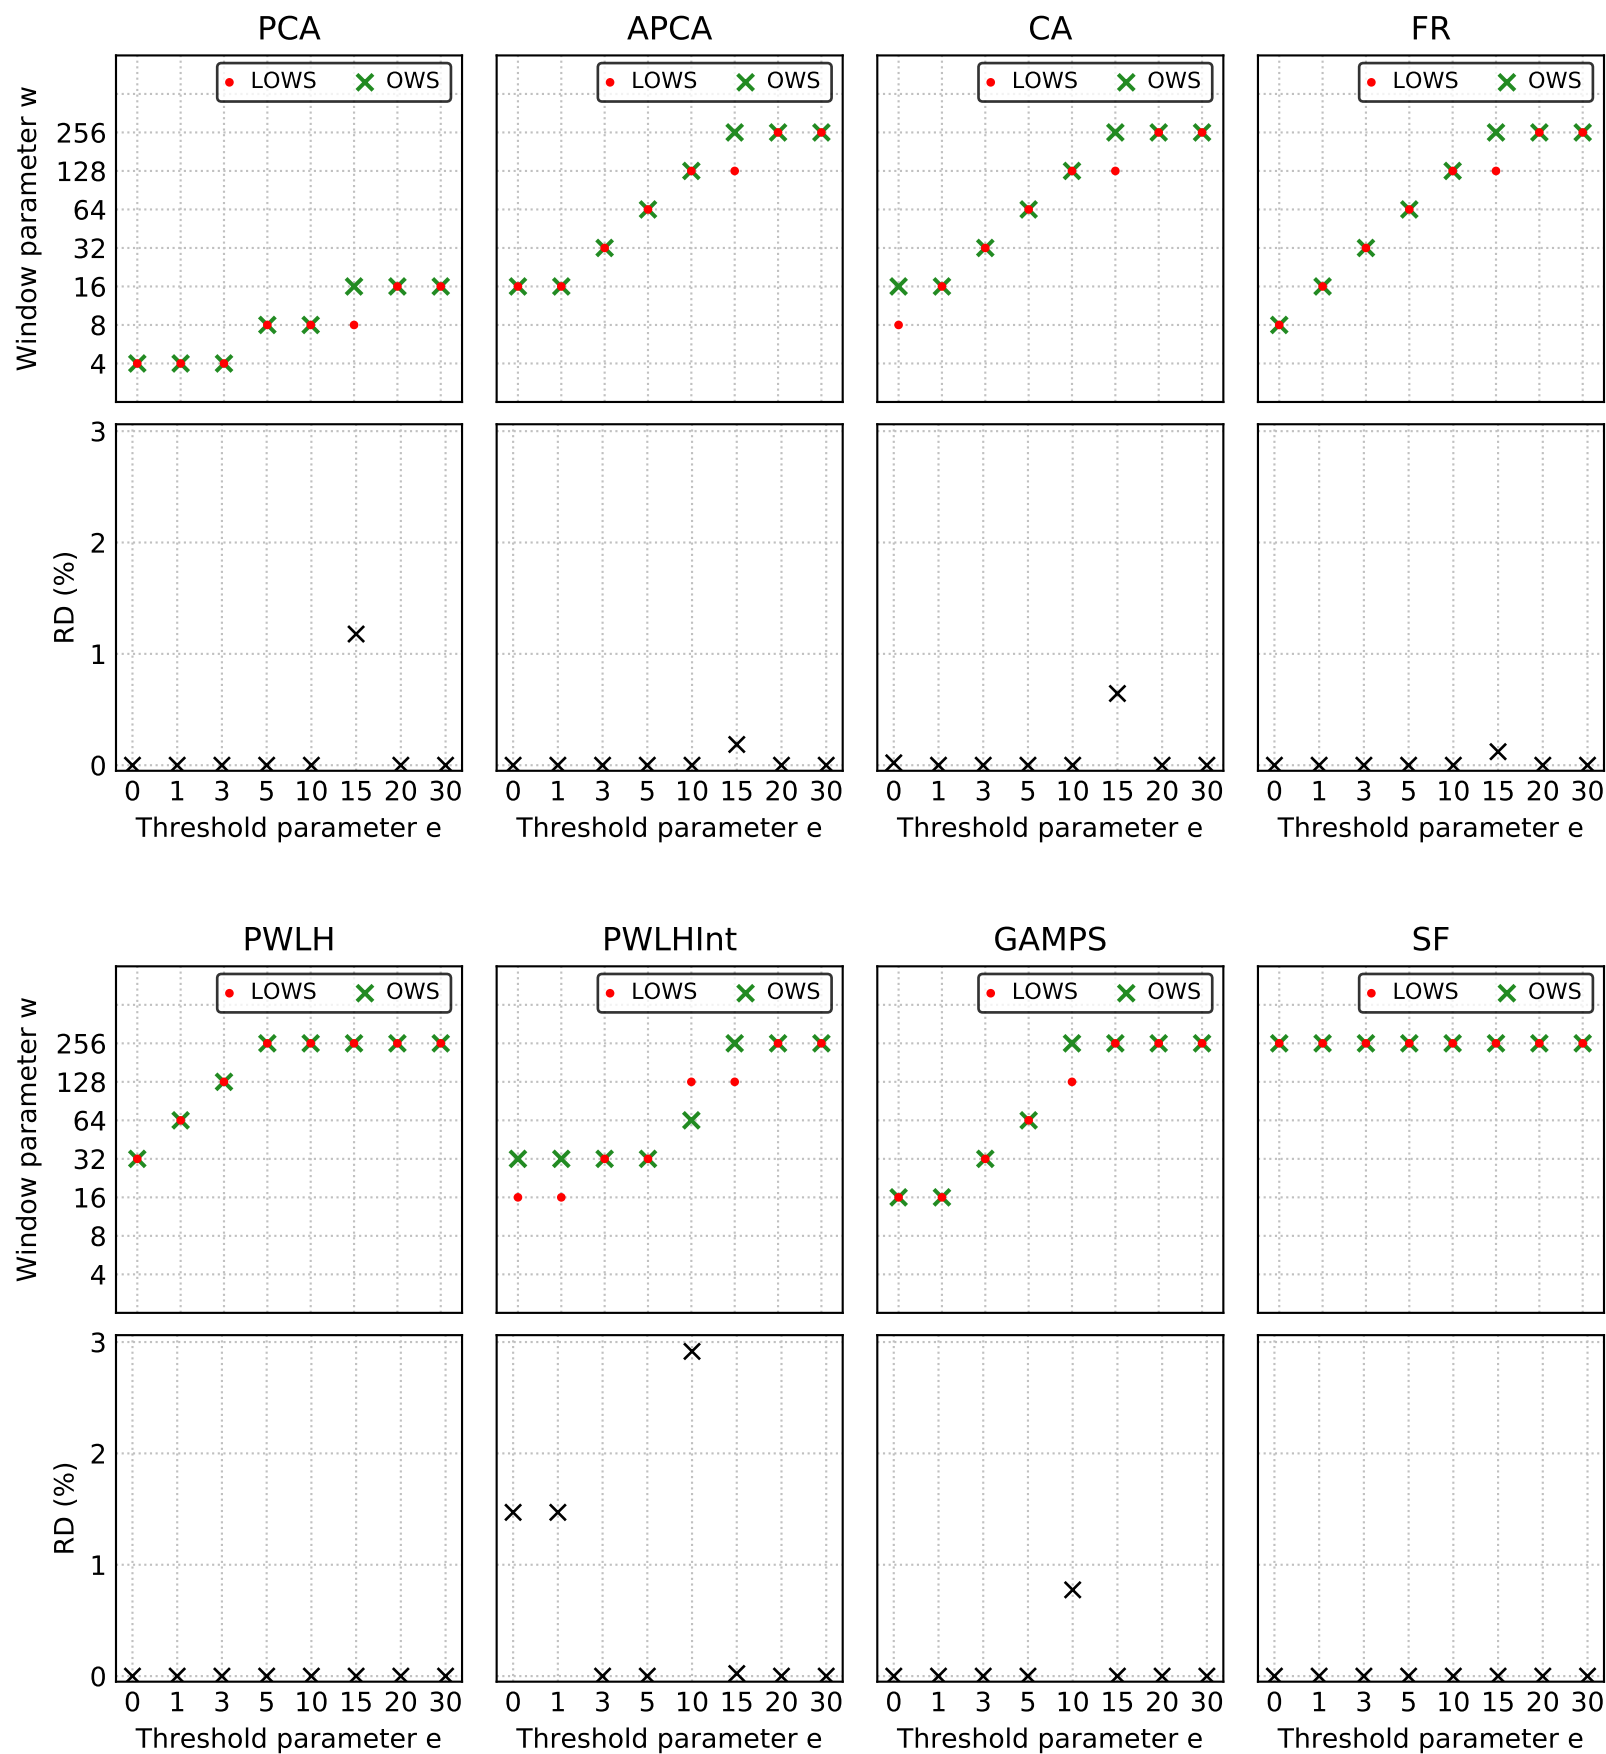 PCA APCA CA FR
LOWS OWS LOWS OWS LOWS OWS LOWS OWS
Window parameter w
256
128
64
32
16
8
4
RD (%)
3
2
1
0
0 1 3 5 10 15 20 30 0 1 3 5 10 15 20 30 0 1 3 5 10 15 20 30 0 1 3 5 10 15 20 30
Threshold parameter e Threshold parameter e Threshold parameter e Threshold parameter e
PWLH PWLHInt GAMPS SF
LOWS OWS LOWS OWS LOWS OWS LOWS OWS
Window parameter w
256
128
64
32
16
8
4
RD (%)
3
2
1
0
0 1 3 5 10 15 20 30 0 1 3 5 10 15 20 30 0 1 3 5 10 15 20 30 0 1 3 5 10 15 20 30
Threshold parameter e Threshold parameter e Threshold parameter e Threshold parameter e